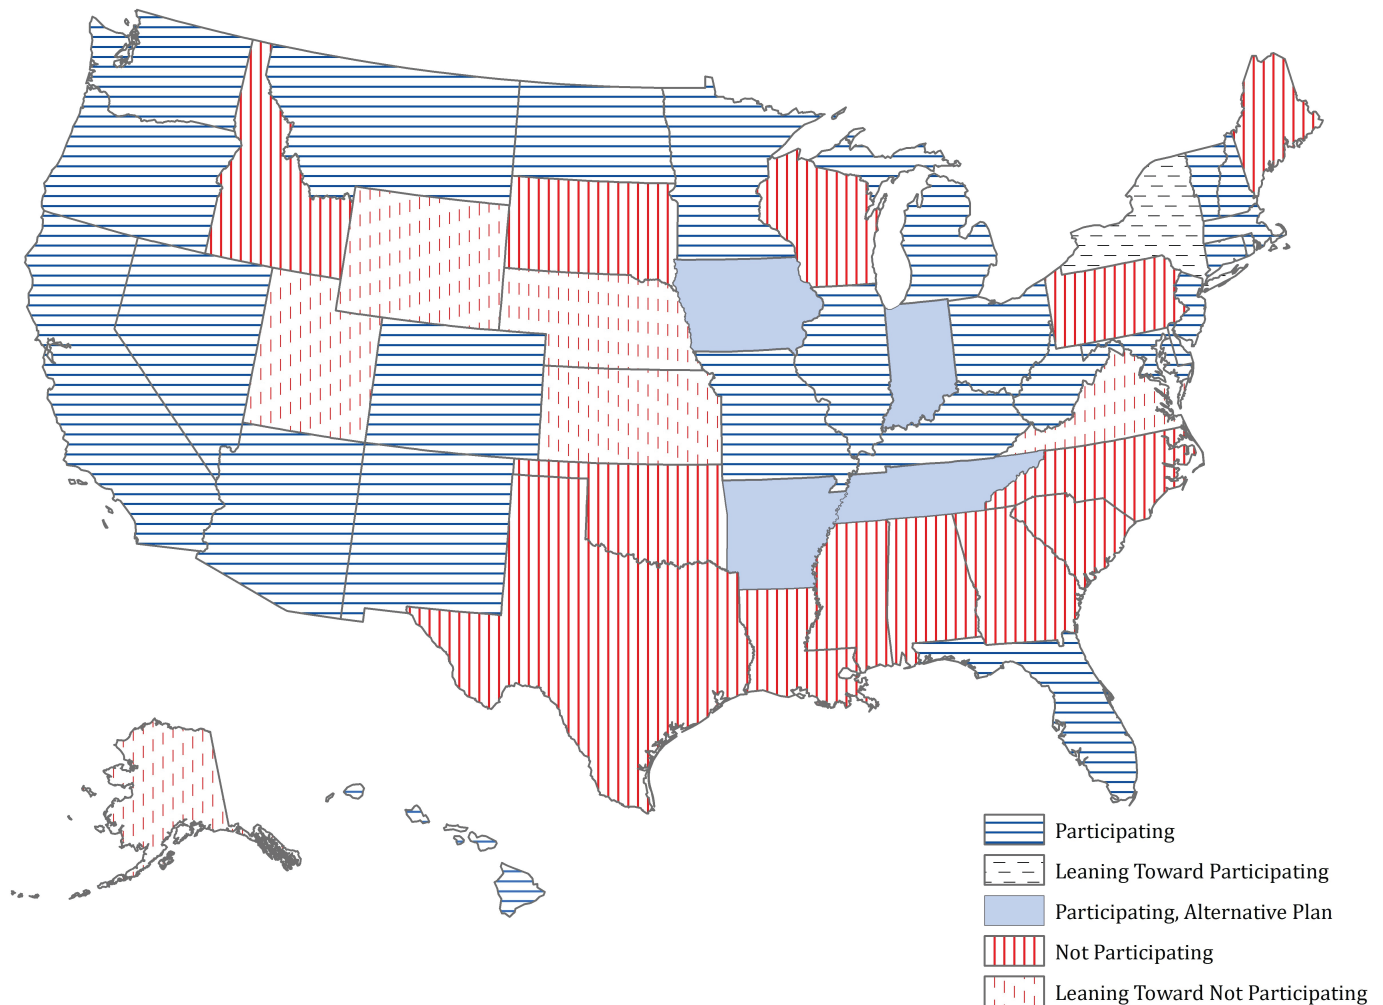 Participating
Leaning Toward Participating
Participating, Alternative Plan
Not Participating
Leaning Toward Not Participating